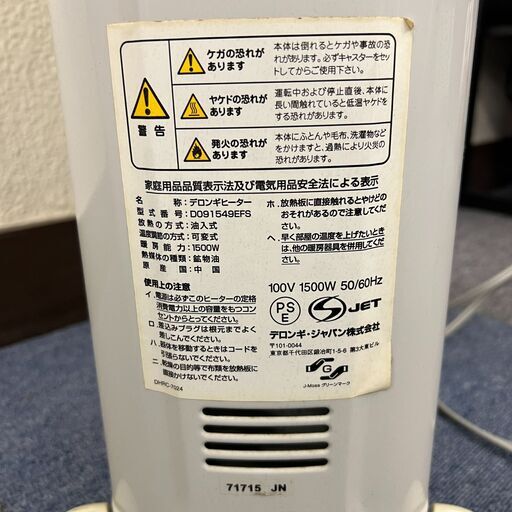 警告
ケガの恐れが
あります
本体は倒れるとケガや事故の恐
れがあります。必ずキャスターをセッ
トしてからご使用下さい。
ヤケドの恐れが
あります
運転中および停止直後、本体に
長い間触れていると低温ヤケドを
する恐れがあります。
発火の恐れが
あります
本体にふとんや毛布、洗濯物など
をかけますと、過熱により火災の
恐れがあります。
家庭用品品質表示法及び電気用品安全法による表示
名称：デロンギヒーター
型式番号：D091549EFS
放熱の方式：油入式
温度調節の方式：可変式
暖房能力：1500W
熱媒体の種類：鉱物油
原産国：中国
使用上の注意
イ.電源は必ずこのヒーターの定格
消費電力以上の容量をもつコン
セントからとってください。
ロ.差込みプラグは根元までよく
差しこんでください。
ハ.器体を移動するときはコードを
引張らないでください。
ニ.乾燥の目的等で布類を放熱板に
直接かけないでください。
DHRC-7024
ホ.放熱板に直接触れるとやけどの
おそれがあるのでご注意ください。
ヘ.早く部屋の温度を上げたいときは、
他の暖房器具を併用してください。
100V 1500W 50/60Hz
PS
E
JET
デロンギ・ジャパン株式会社
〒101-0044
東京都千代田区鍛冶町1-5-6 第3大東ビル
G
J-Moss グリーンマーク
71715 JN